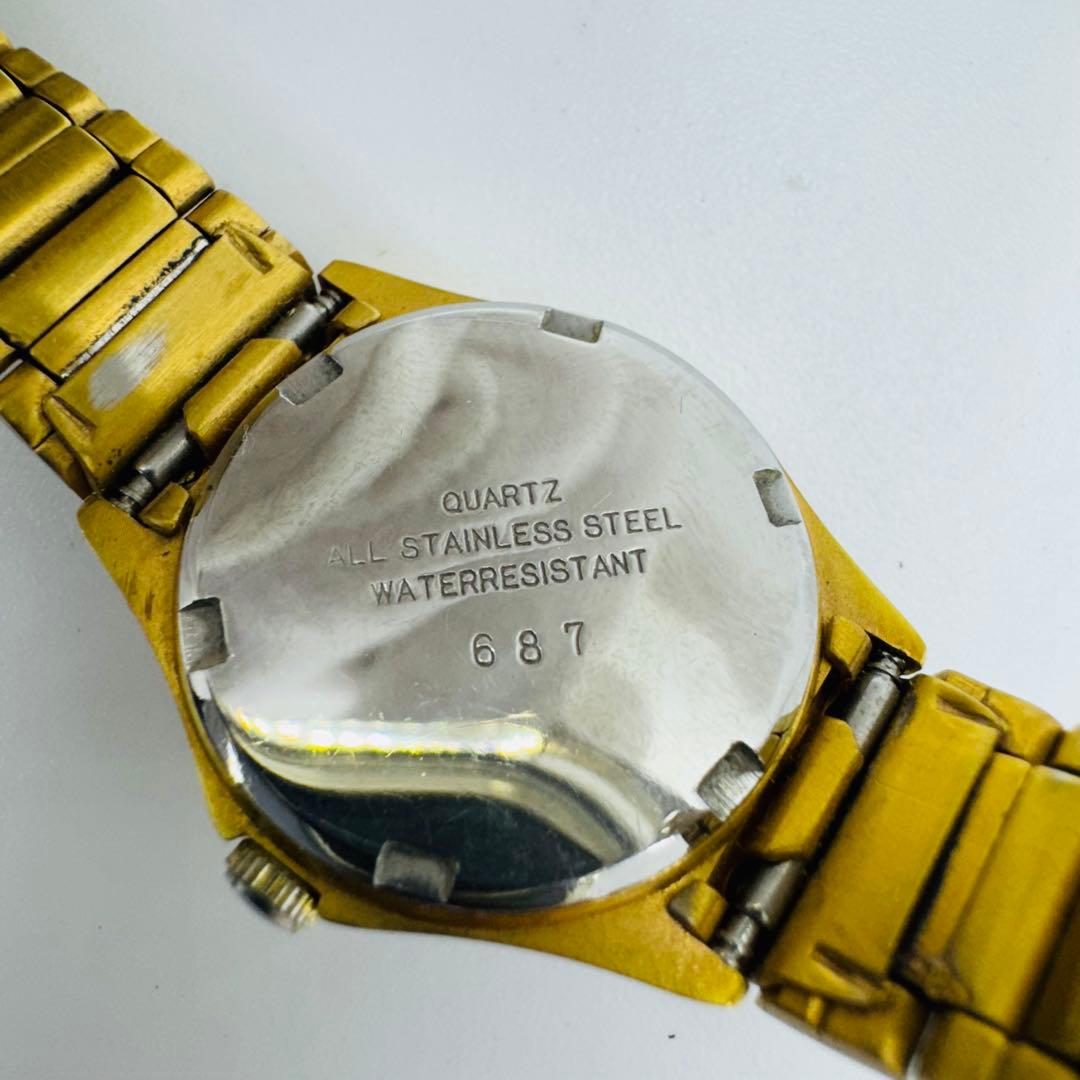 QUARTZ
ALL STAINLESS STEEL
WATERRESISTANT
687